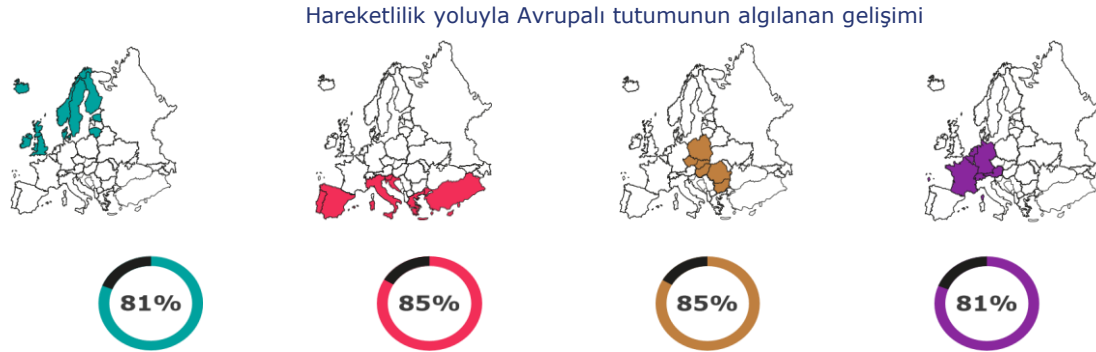 Hareketlilik yoluyla Avrupalı tutumunun algılanan gelişimi
81% 85% 85% 81%